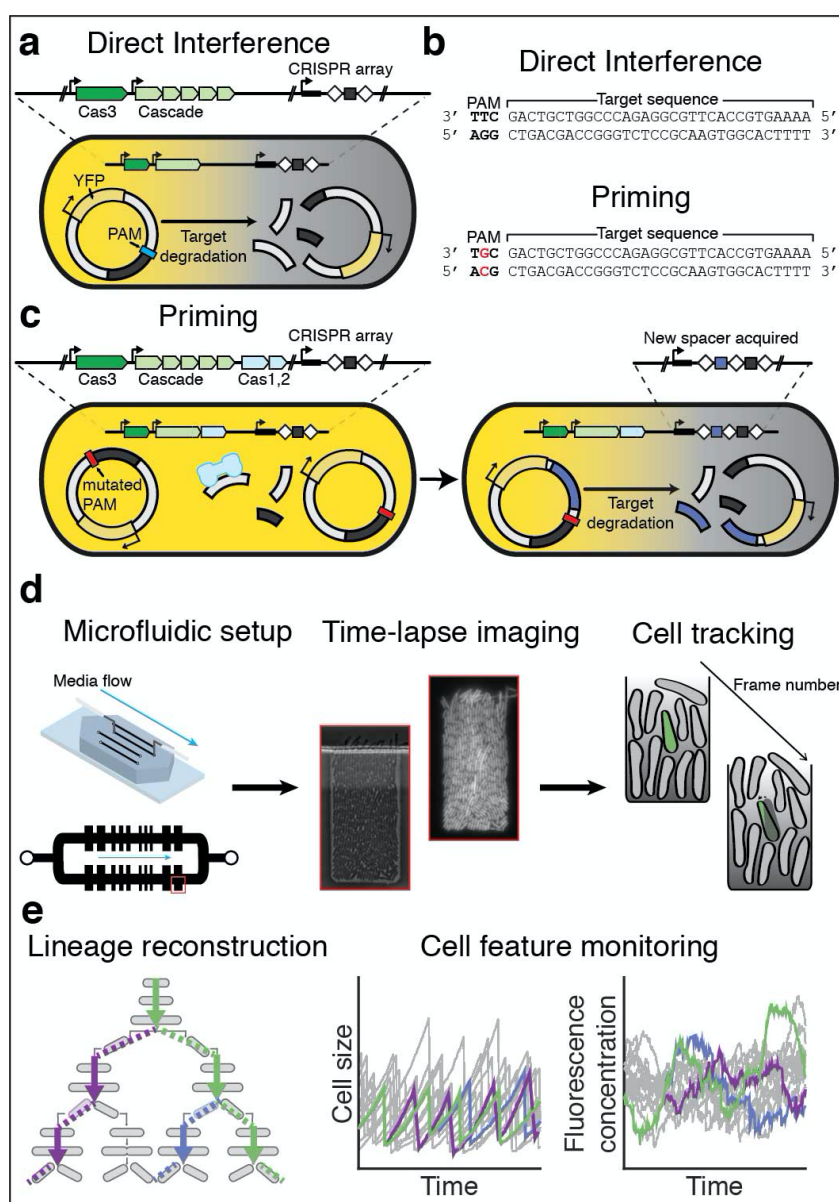 a
Direct Interference
CRISPR array
Cas3
Cascade
YFP
PAM
Target
degradation
b
Direct Interference
PAM
Target sequence
3’ TTC GACTGCTGGCCCAGAGGCGTTCACCGTGAAAA 5’
5’ AGG CTGACGACCGGGTCTCCGCAAGTGGCACTTTT 3’
Priming
PAM
Target sequence
3’ TGC GACTGCTGGCCCAGAGGCGTTCACCGTGAAAA 5’
5’ ACG CTGACGACCGGGTCTCCGCAAGTGGCACTTTT 5’
c
Priming
CRISPR array
Cas3
Cascade
Cas1,2
mutated
PAM
New spacer acquired
Target
degradation
d
Microfluidic setup
Time-lapse imaging
Cell tracking
Media flow
Frame number
e
Lineage reconstruction
Cell feature monitoring
Cell size
Time
Fluorescence
concentration
Time